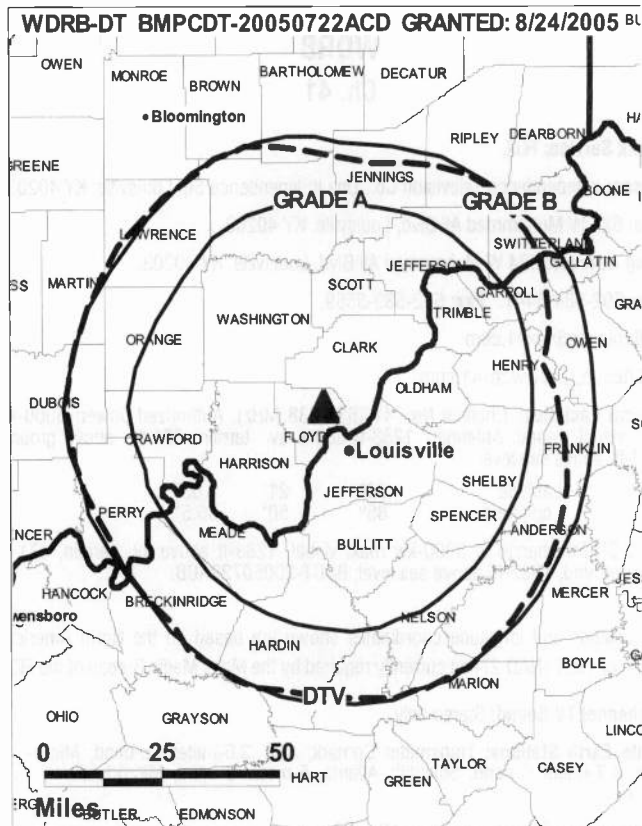 WDRB-DT BMPCDT-20050722ACD GRANTED: 8/24/2005
OWEN
MONROE
BROWN
BARTHOLOMEW
DECATUR
Bloomington
RIPLEY
DEARBORN
JENNINGS
BOONE
GRADE A
GRADE B
LAWRENCE
SWITZERLAND
GALLATIN
MARTIN
JEFFERSON
SCOTT
CARROLL
WASHINGTON
TRIMBLE
ORANGE
CLARK
OWEN
HENRY
DUBOIS
OLDHAM
CRAWFORD
FLOYD
Louisville
FRANKLIN
HARRISON
SHELBY
JEFFERSON
PERRY
SPENCER
MEADE
ANDERSON
BULLITT
HANCOCK
BRECKINRIDGE
MERCER
NELSON
HARDIN
BOYLE
MARION
DTV
OHIO
GRAYSON
TAYLOR
CASEY
0 25 50
HART
GREEN
Miles
BUTLER
EDMONSON